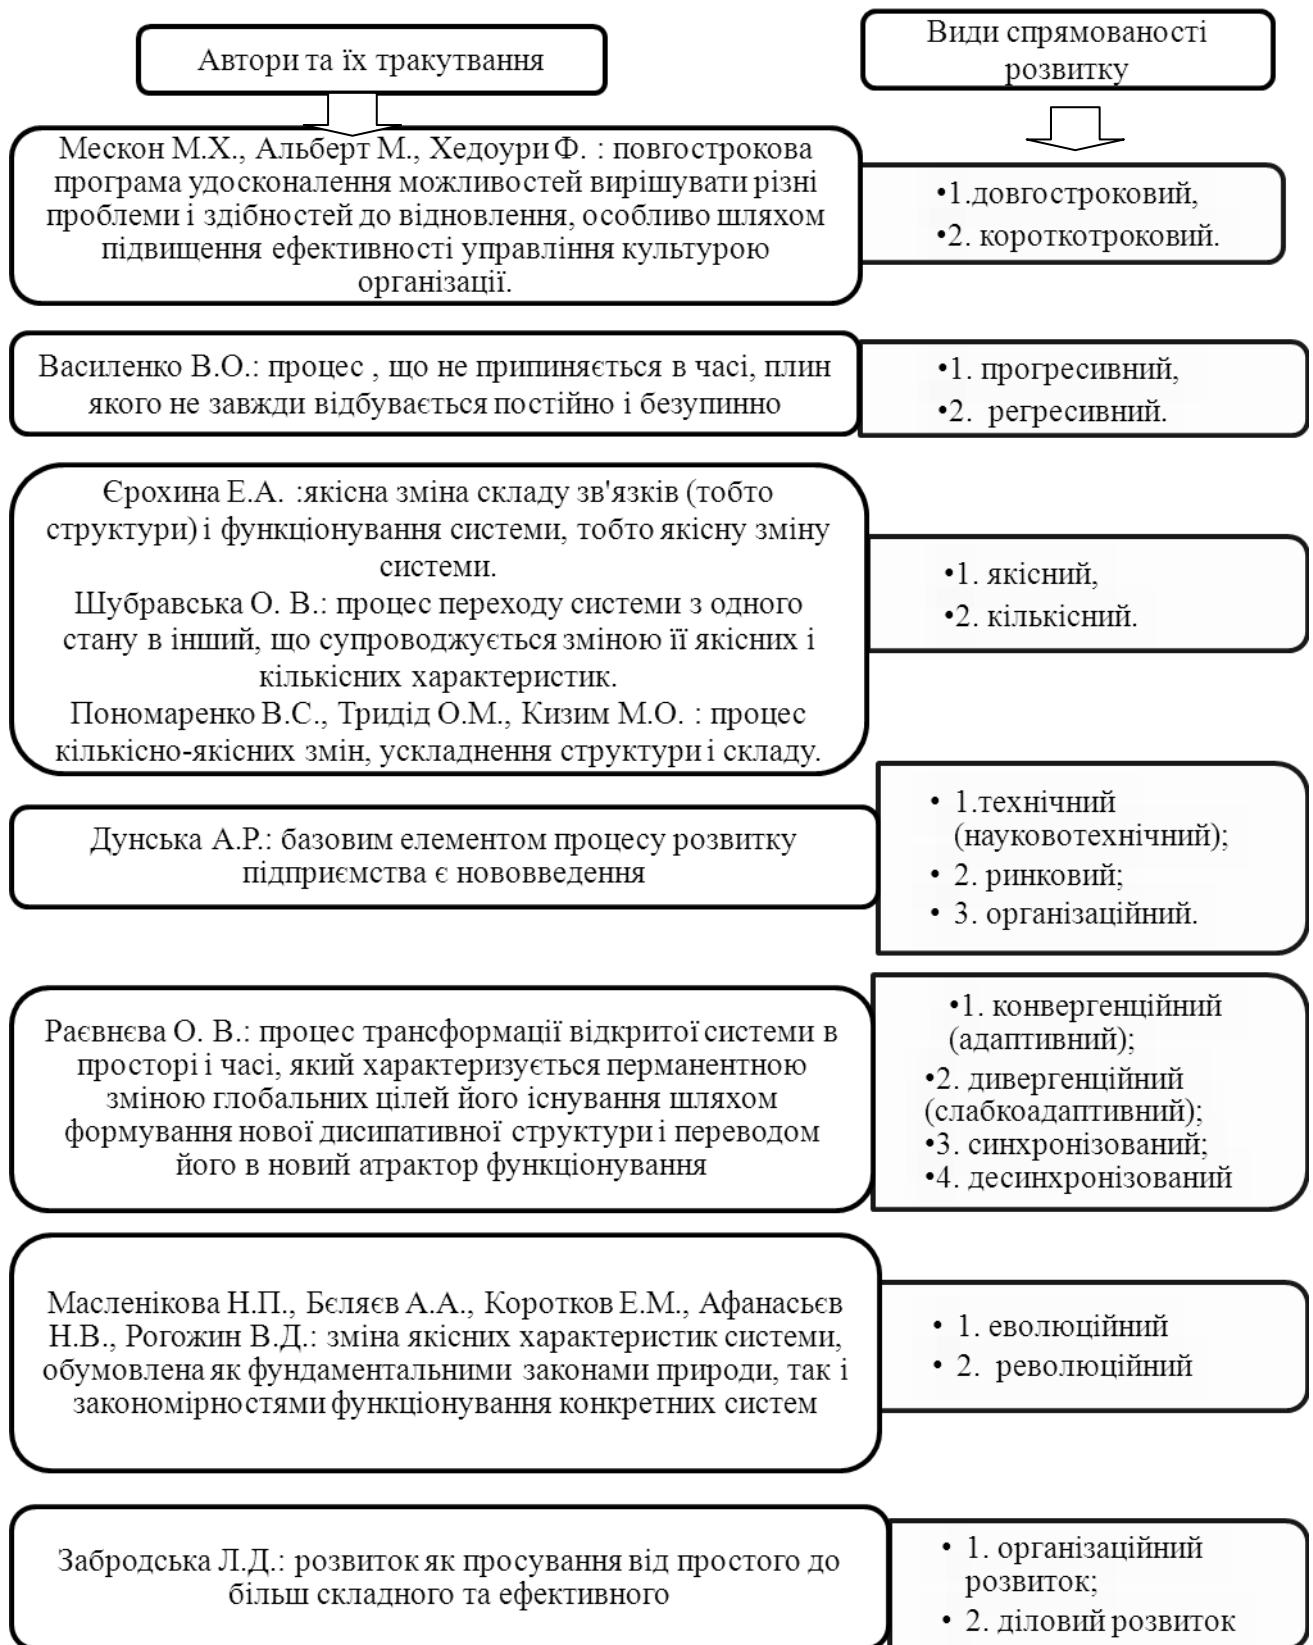 Автори та їх тракутвання
Види спрямованості
розвитку
Мескон М.Х., Альберт М., Хедоури Ф. : повгострокова
програма удосконалення можливостей вирішувати різні
проблеми і здібностей до відновлення, особливо шляхом
підвищення ефективності управління культурою
організації.
•1.довгостроковий,
•2. короткотроковий.
Василенко В.О.: процес , що не припиняється в часі, плин
якого не завжди відбувається постійно і безупинно
•1. прогресивний,
•2. регресивний.
Єрохина Е.А. :якісна зміна складу зв'язків (тобто
структури) і функціонування системи, тобто якісну зміну
системи.
Шубравська О. В.: процес переходу системи з одного
стану в інший, що супроводжується зміною її якісних і
кількісних характеристик.
Пономаренко В.С., Тридід О.М., Кизим М.О. : процес
кількісно-якісних змін, ускладнення структури і складу.
•1. якісний,
•2. кількісний.
Дунська А.Р.: базовим елементом процесу розвитку
підприємства є нововведення
• 1.технічний
(науковотехнічний);
• 2. ринковий;
• 3. організаційний.
Раєвнєва О. В.: процес трансформації відкритої системи в
просторі і часі, який характеризується перманентною
зміною глобальних цілей його існування шляхом
формування нової дисипативної структури і переводом
його в новий атрактор функціонування
•1. конвергенційний
(адаптивний);
•2. дивергенційний
(слабкоадаптивний);
•3. синхронізований;
•4. десинхронізований
Масленікова Н.П., Бєляєв А.А., Коротков Е.М., Афанасьєв
Н.В., Рогожин В.Д.: зміна якісних характеристик системи,
обумовлена як фундаментальними законами природи, так і
закономірностями функціонування конкретних систем
• 1. еволюційний
• 2. революційний
Забродська Л.Д.: розвиток як просування від простого до
більш складного та ефективного
• 1. організаційний
розвиток;
• 2. діловий розвиток